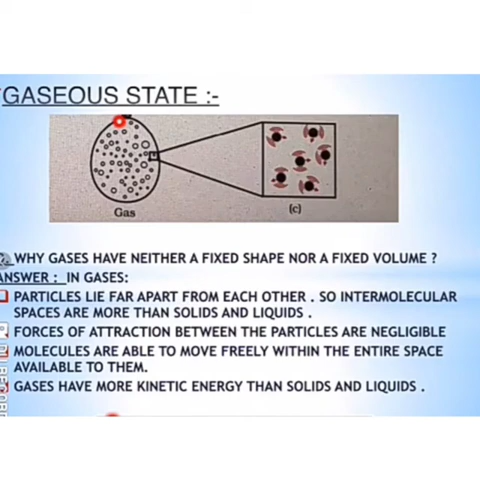 GASEOUS STATE :-
Gas
(c)
WHY GASES HAVE NEITHER A FIXED SHAPE NOR A FIXED VOLUME ?
ANSWER : IN GASES:
PARTICLES LIE FAR APART FROM EACH OTHER . SO INTERMOLECULAR
SPACES ARE MORE THAN SOLIDS AND LIQUIDS .
FORCES OF ATTRACTION BETWEEN THE PARTICLES ARE NEGLIGIBLE
MOLECULES ARE ABLE TO MOVE FREELY WITHIN THE ENTIRE SPACE
AVAILABLE TO THEM.
GASES HAVE MORE KINETIC ENERGY THAN SOLIDS AND LIQUIDS .